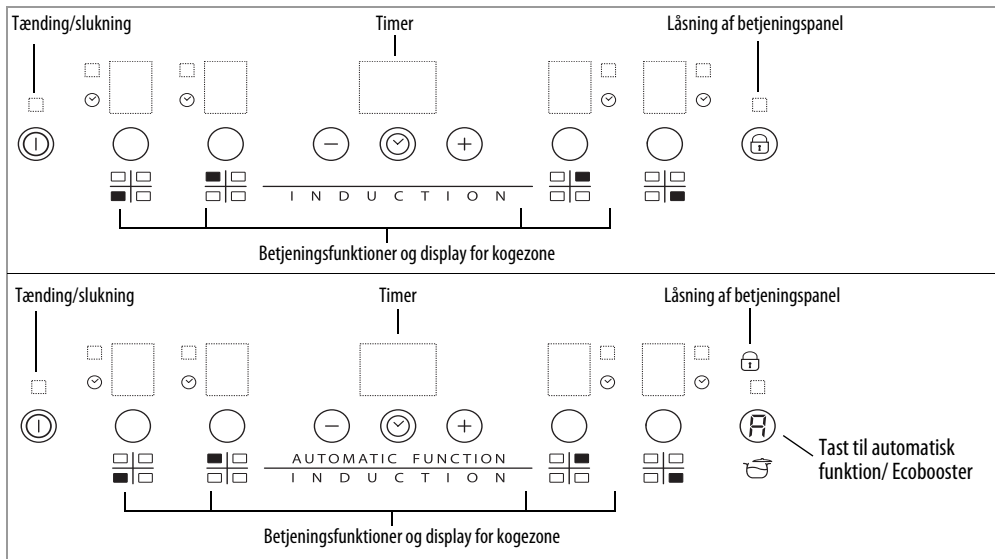 Tænding/slukning
Timer
Låsning af betjeningspanel
INDUCTION
Betjeningsfunktioner og display for kogezone
Tænding/slukning
Timer
Låsning af betjeningspanel
A
Tast til automatisk
funktion/ Ecobooster
AUTOMATIC FUNCTION
INDUCTION
Betjeningsfunktioner og display for kogezone